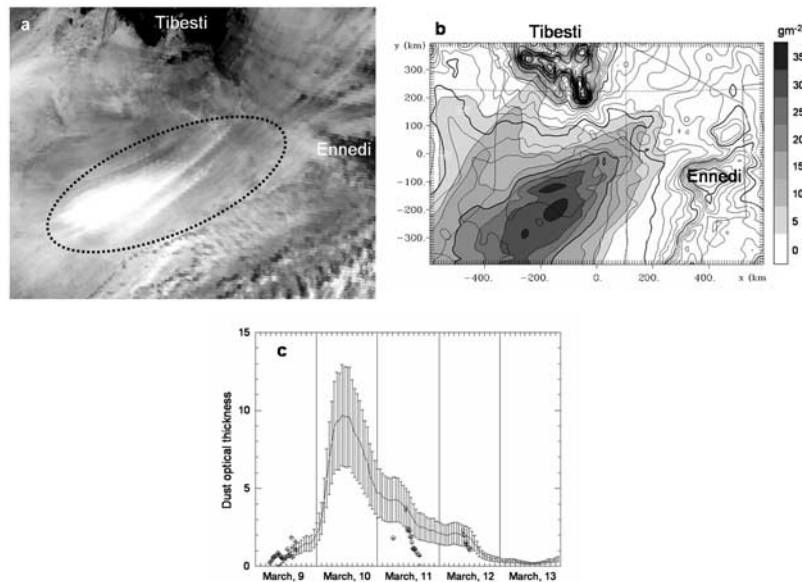 a
Tibesti
Ennedi
Tibesti
b
y (km)
gm-2
300.
200.
100.
0.
-100.
-200.
-300.
Ennedi
-400.
-200.
0.
200.
400.
x (km)
35
30
25
20
15
10
5
0
c
15
10
5
0
Dust optical thickness
March, 9
March, 10
March, 11
March, 12
March, 13